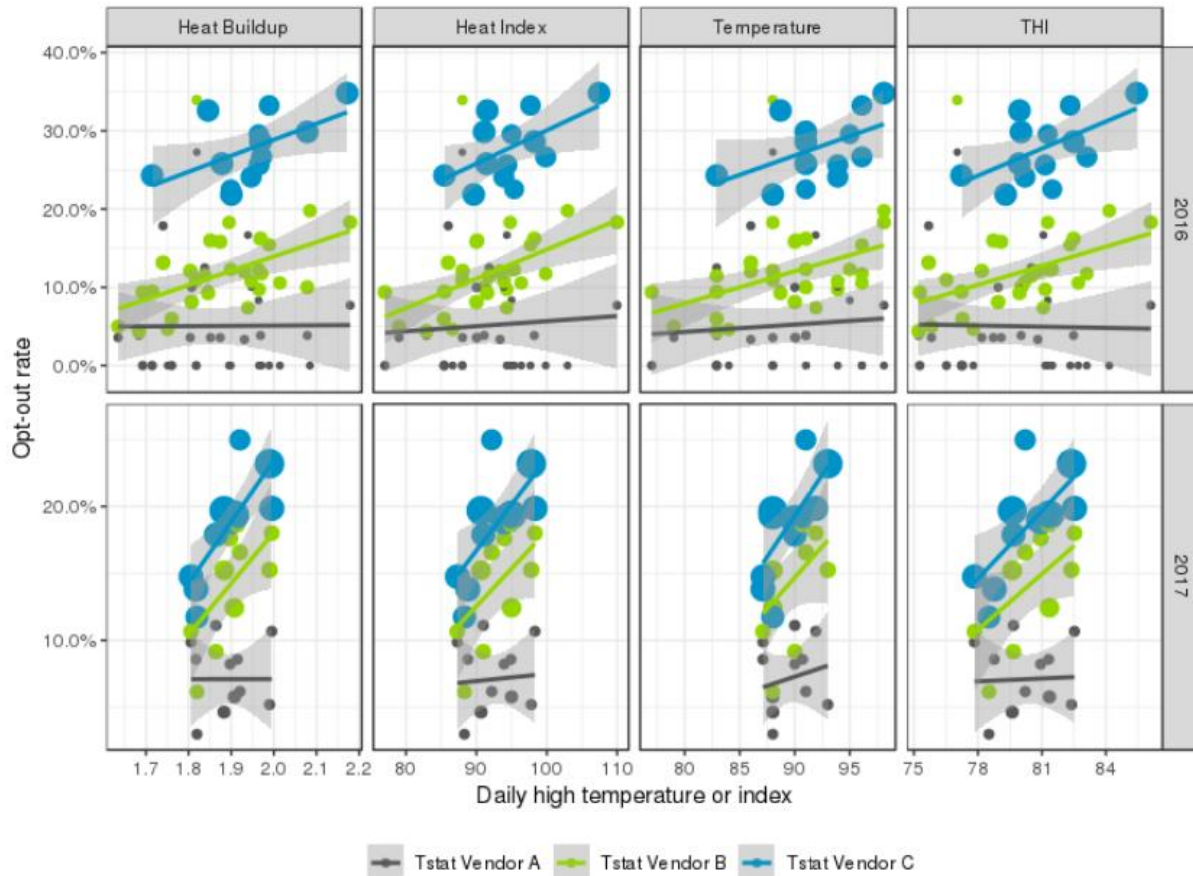 Heat Buildup Heat Index Temperature THI
40.0%
30.0%
20.0%
10.0%
0.0%
2016
Opt-out rate
20.0%
10.0%
2017
1.7 1.8 1.9 2.0 2.1 2.2 80 90 100 110 80 85 90 95 75 78 81 84
Daily high temperature or index
Tstat Vendor A Tstat Vendor B Tstat Vendor C